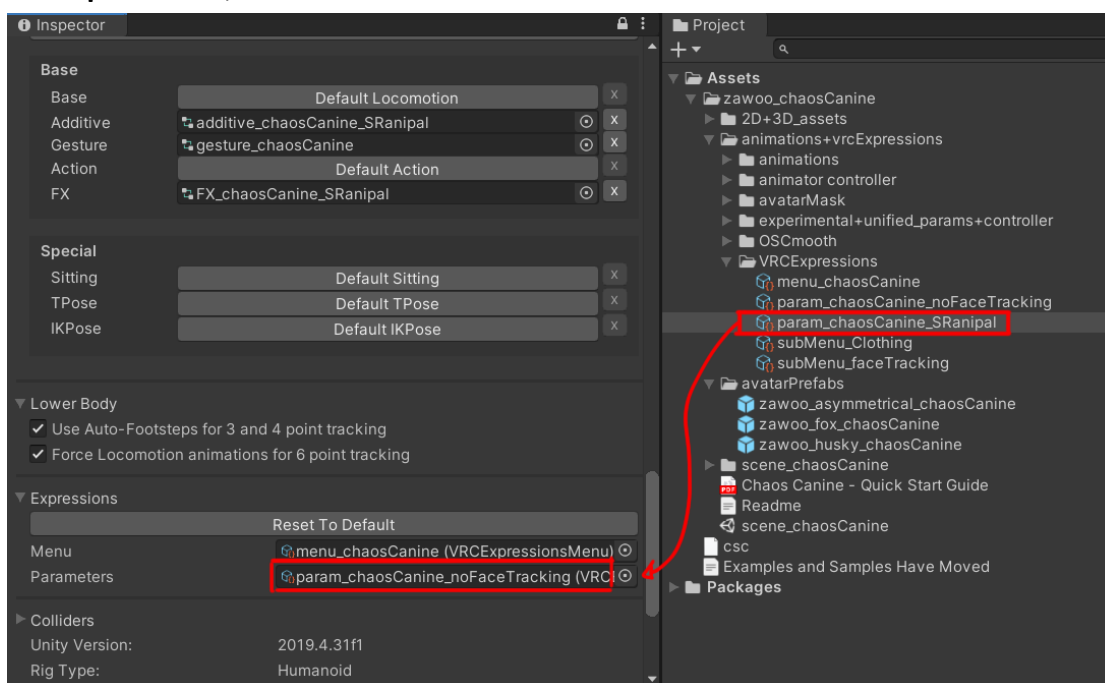 Inspector
Base
Base Default Locomotion X
Additive additive_chaosCanine_SRanipal X
Gesture gesture_chaosCanine X
Action Default Action X
FX FX_chaosCanine_SRanipal X
Special
Sitting Default Sitting X
TPose Default TPose X
IKPose Default IKPose X
Lower Body
Use Auto-Footsteps for 3 and 4 point tracking
Force Locomotion animations for 6 point tracking
Expressions
Reset To Default
Menu menu_chaosCanine (VRCExpressionsMenu)
Parameters param_chaosCanine_noFaceTracking (VRC
Colliders
Unity Version: 2019.4.31f1
Rig Type: Humanoid
Project
Assets
zawoo_chaosCanine
2D+3D_assets
animations+vrcExpressions
animations
animator controller
avatarMask
experimental+unified_params+controller
OSCmooth
VRCExpressions
menu_chaosCanine
param_chaosCanine_noFaceTracking
param_chaosCanine_SRanipal
subMenu_Clothing
subMenu_faceTracking
avatarPrefabs
zawoo_asymmetrical_chaosCanine
zawoo_fox_chaosCanine
zawoo_husky_chaosCanine
scene_chaosCanine
Chaos Canine - Quick Start Guide
Readme
scene_chaosCanine
csc
Examples and Samples Have Moved
Packages